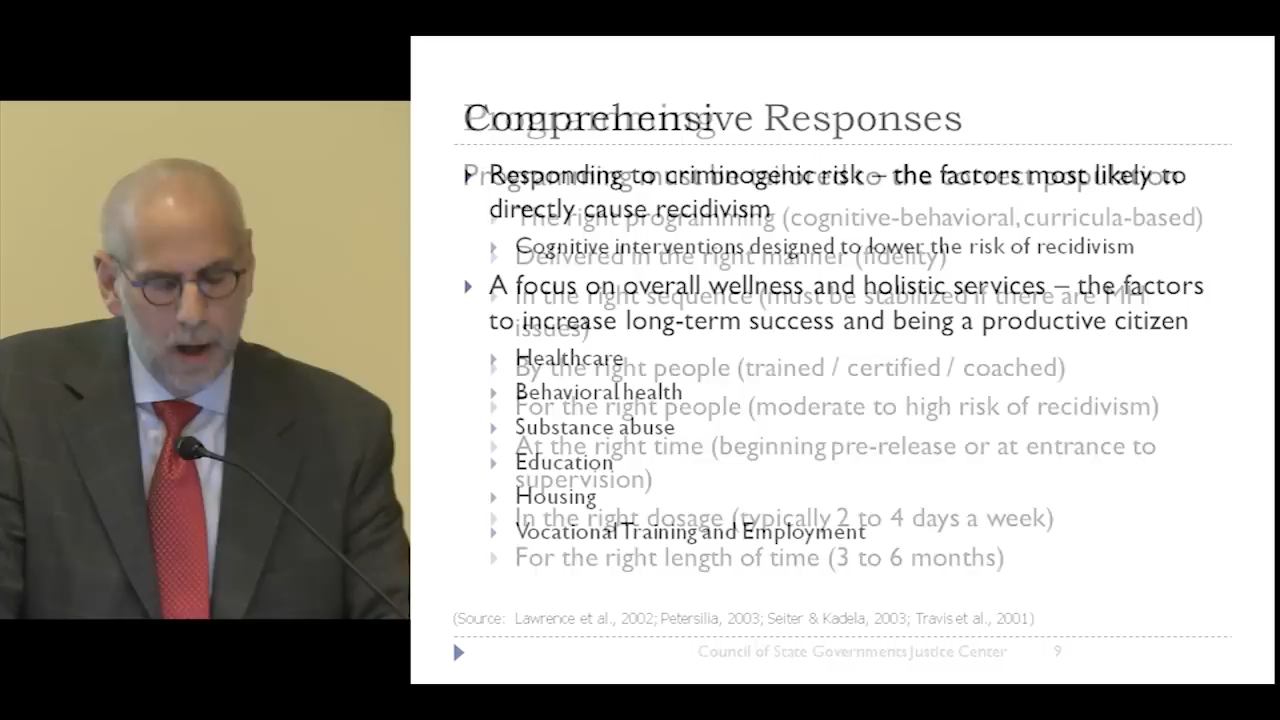 Comprehensive Responses
Responding to criminogenic risk – the factors most likely to
directly cause recidivism
Cognitive interventions designed to lower the risk of recidivism
A focus on overall wellness and holistic services – the factors
to increase long-term success and being a productive citizen
Healthcare
Behavioral health
Substance abuse
Education
Housing
Vocational Training and Employment
Programming
Programming must be tailored to the correct population
The right programming (cognitive-behavioral, curricula-based)
Delivered in the right manner (fidelity)
In the right sequence (must be stabilized if there are MH
issues)
By the right people (trained / certified / coached)
For the right people (moderate to high risk of recidivism)
At the right time (beginning pre-release or at entrance to
supervision)
In the right dosage (typically 2 to 4 days a week)
For the right length of time (3 to 6 months)
(Source: Lawrence et al., 2002; Petersilia, 2003; Seiter & Kadela, 2003; Travis et al., 2001)
Council of State Governments Justice Center 9